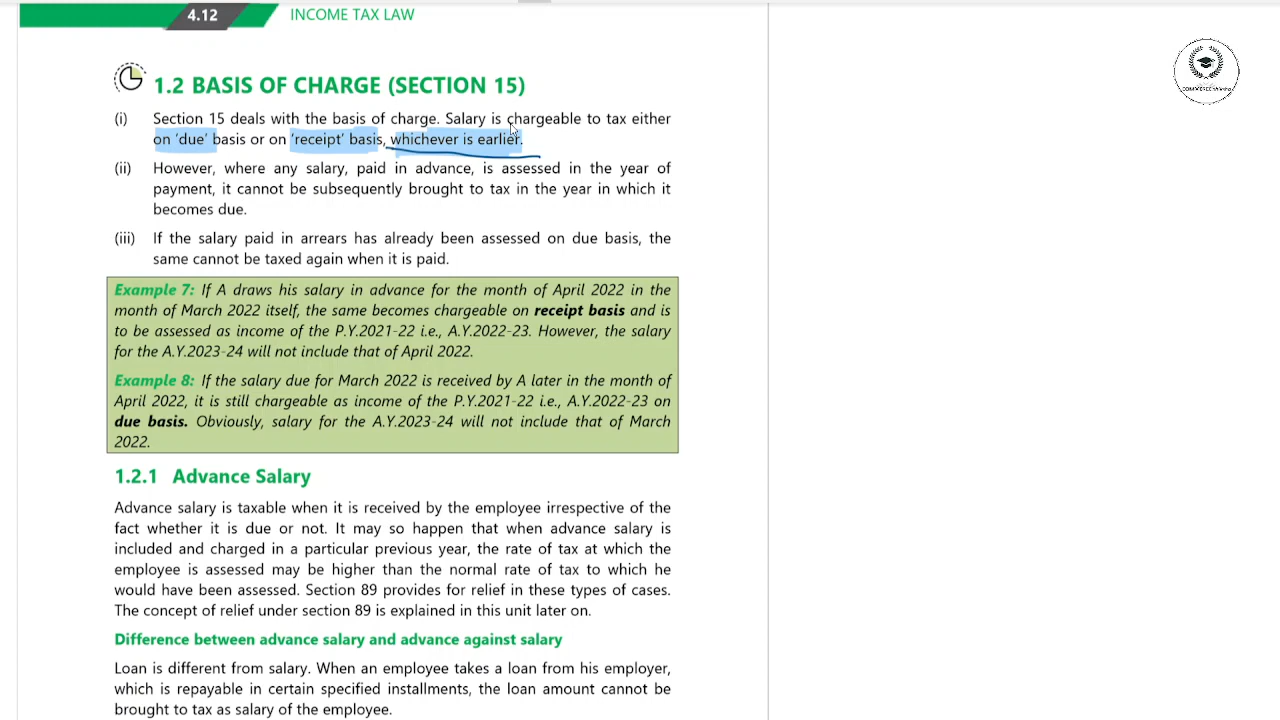 4.12 INCOME TAX LAW
1.2 BASIS OF CHARGE (SECTION 15)
(i) Section 15 deals with the basis of charge. Salary is chargeable to tax either
on ‘due’ basis or on ‘receipt’ basis, whichever is earlier.
(ii) However, where any salary, paid in advance, is assessed in the year of
payment, it cannot be subsequently brought to tax in the year in which it
becomes due.
(iii) If the salary paid in arrears has already been assessed on due basis, the
same cannot be taxed again when it is paid.
Example 7: If A draws his salary in advance for the month of April 2022 in the
month of March 2022 itself, the same becomes chargeable on receipt basis and is
to be assessed as income of the P.Y.2021-22 i.e., A.Y.2022-23. However, the salary
for the A.Y.2023-24 will not include that of April 2022.
Example 8: If the salary due for March 2022 is received by A later in the month of
April 2022, it is still chargeable as income of the P.Y.2021-22 i.e., A.Y.2022-23 on
due basis. Obviously, salary for the A.Y.2023-24 will not include that of March
2022.
1.2.1 Advance Salary
Advance salary is taxable when it is received by the employee irrespective of the
fact whether it is due or not. It may so happen that when advance salary is
included and charged in a particular previous year, the rate of tax at which the
employee is assessed may be higher than the normal rate of tax to which he
would have been assessed. Section 89 provides for relief in these types of cases.
The concept of relief under section 89 is explained in this unit later on.
Difference between advance salary and advance against salary
Loan is different from salary. When an employee takes a loan from his employer,
which is repayable in certain specified installments, the loan amount cannot be
brought to tax as salary of the employee.